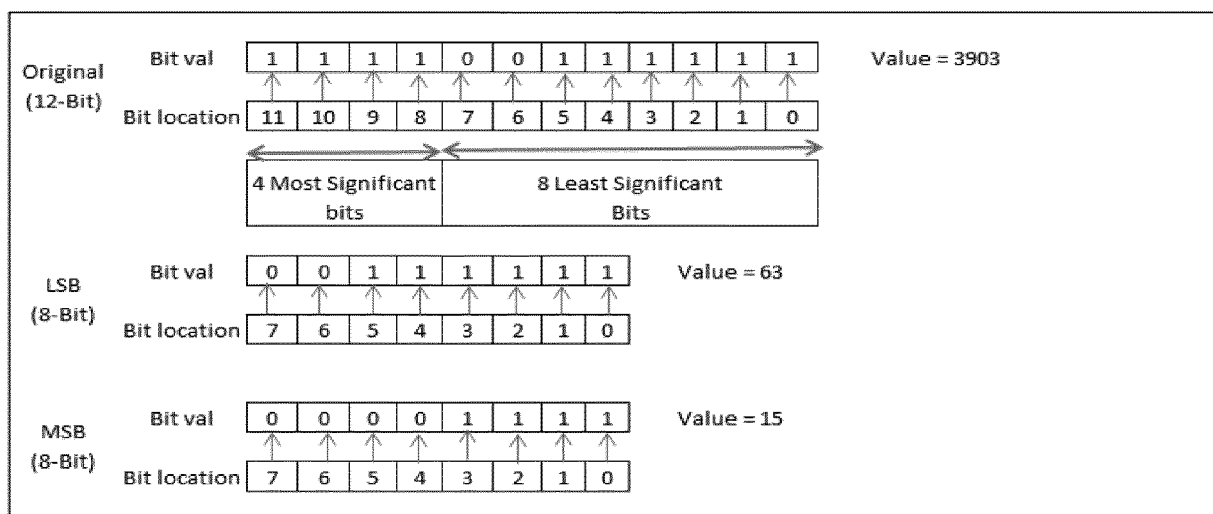 Original
(12-Bit)
Bit val 1 1 1 1 0 0 1 1 1 1 1 1 Value = 3903
Bit location 11 10 9 8 7 6 5 4 3 2 1 0
4 Most Significant
bits
8 Least Significant
Bits
LSB
(8-Bit)
Bit val 0 0 1 1 1 1 1 1 Value = 63
Bit location 7 6 5 4 3 2 1 0
MSB
(8-Bit)
Bit val 0 0 0 0 1 1 1 1 Value = 15
Bit location 7 6 5 4 3 2 1 0